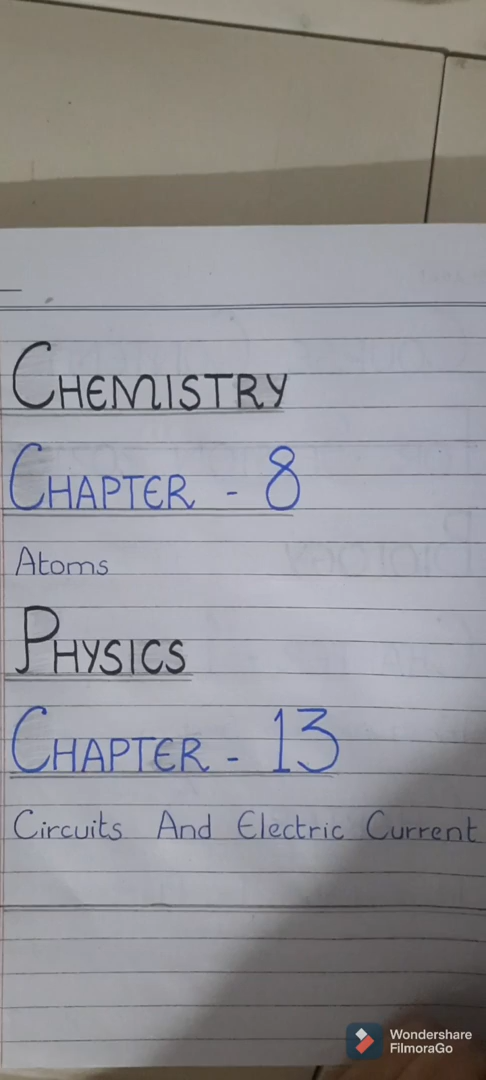 CHEMISTRY
CHAPTER - 8
Atoms
PHYSICS
CHAPTER - 13
Circuits And Electric Current
Wondershare
FilmoraGo